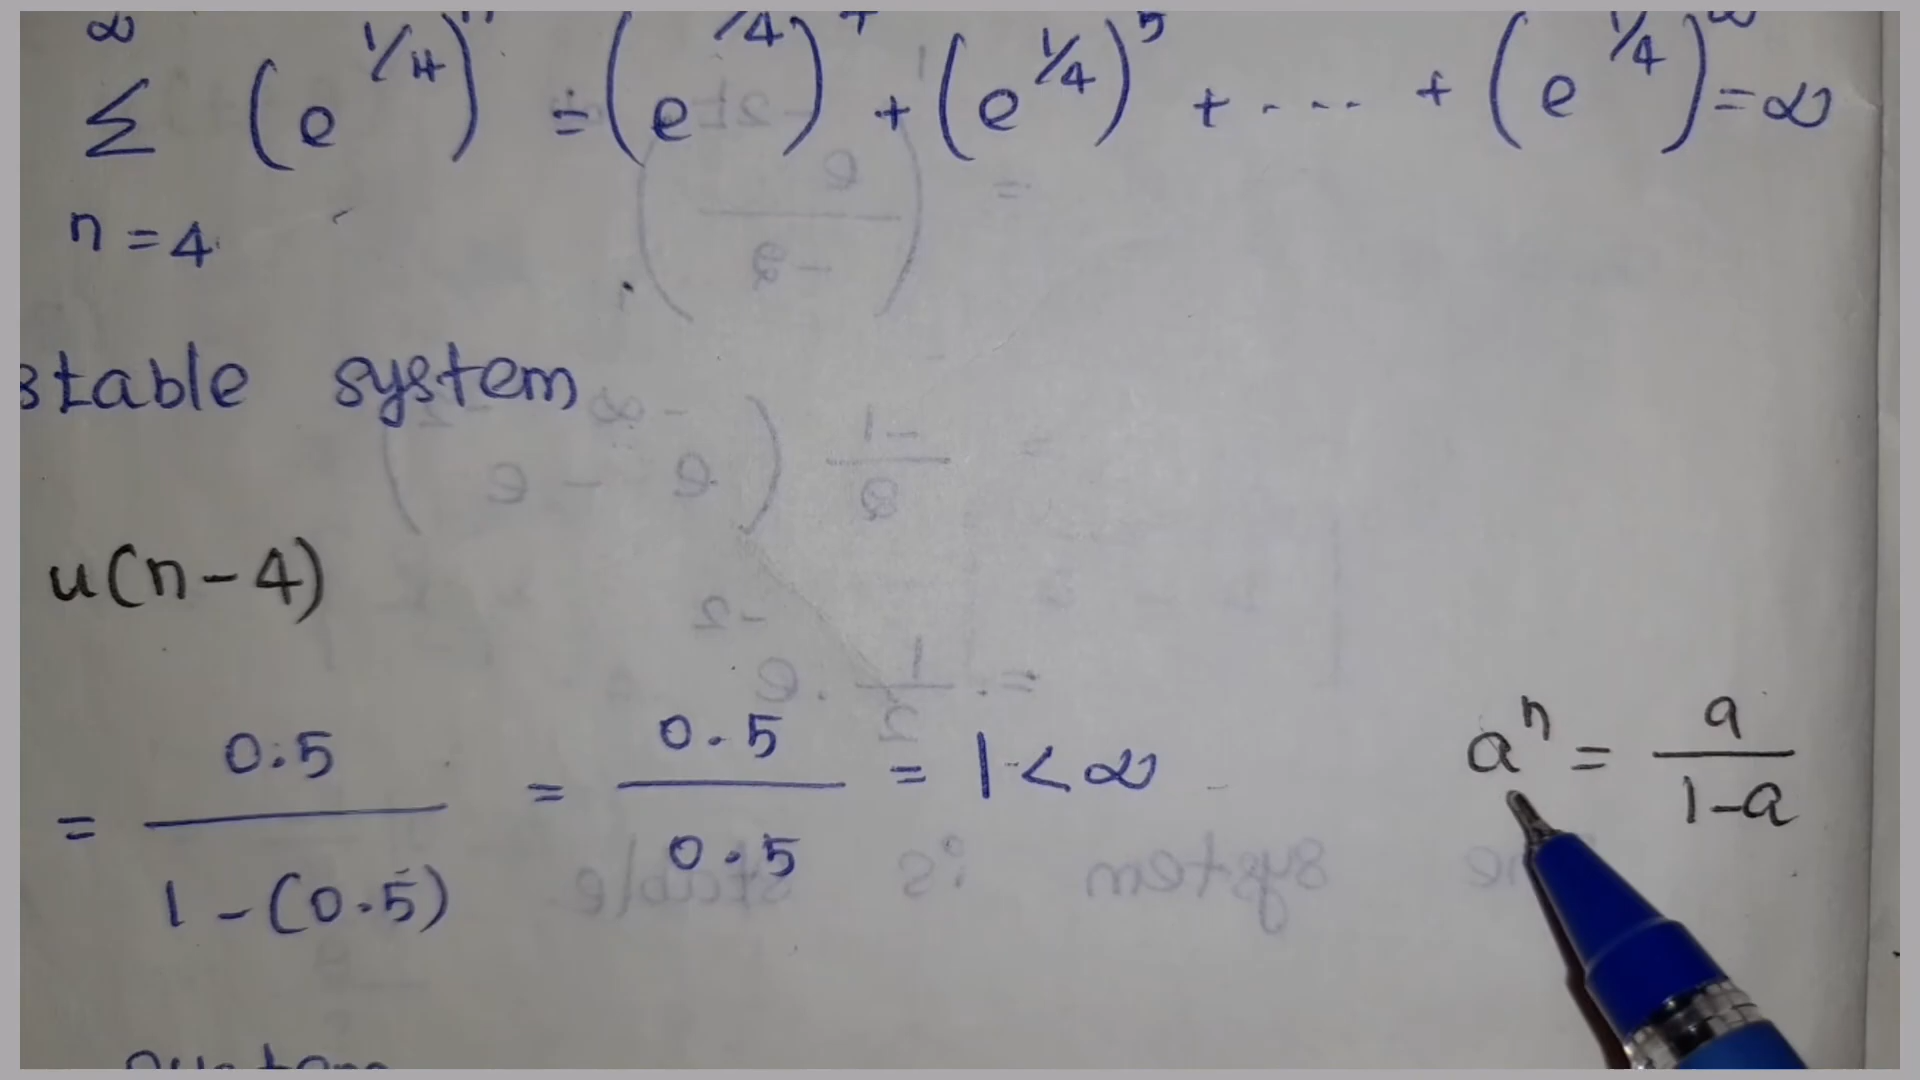 ∞
∑ (e^1/4)^n = (e^1/4)^4 + (e^1/4)^5 + .... + (e^1/4)^∞ = ∞
n = 4
stable system
u(n-4)
= 0.5 / 1-(0.5) = 0.5 / 0.5 = 1 < ∞
a^n = a / 1-a
system